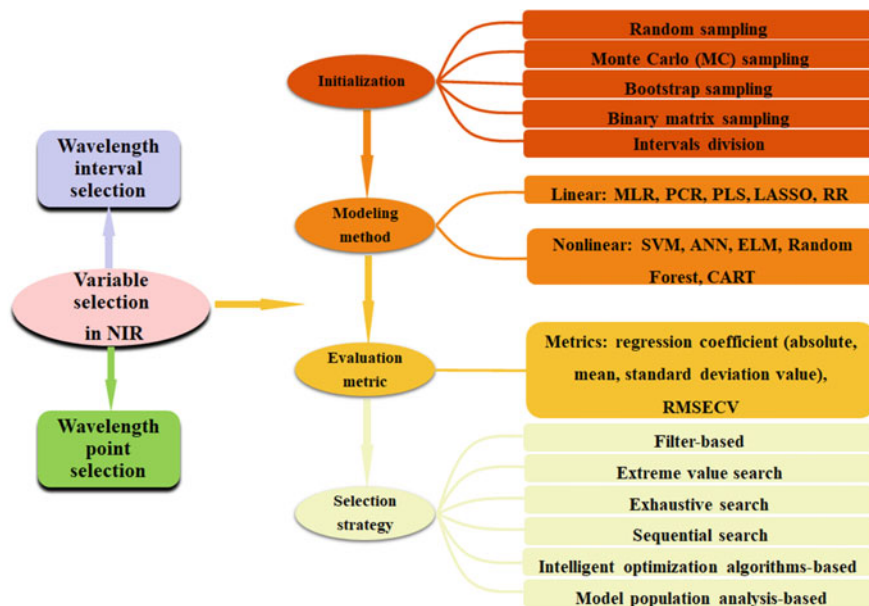 Wavelength
interval
selection
Variable
selection
in NIR
Wavelength
point
selection
Initialization
Random sampling
Monte Carlo (MC) sampling
Bootstrap sampling
Binary matrix sampling
Intervals division
Modeling
method
Linear: MLR, PCR, PLS, LASSO, RR
Nonlinear: SVM, ANN, ELM, Random
Forest, CART
Evaluation
metric
Metrics: regression coefficient (absolute,
mean, standard deviation value),
RMSECV
Selection
strategy
Filter-based
Extreme value search
Exhaustive search
Sequential search
Intelligent optimization algorithms-based
Model population analysis-based